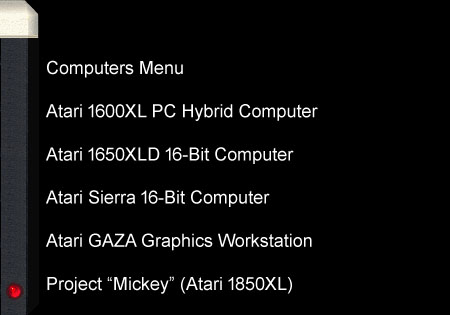 Computers Menu
Atari 1600XL PC Hybrid Computer
Atari 1650XLD 16-Bit Computer
Atari Sierra 16-Bit Computer
Atari GAZA Graphics Workstation
Project “Mickey” (Atari 1850XL)